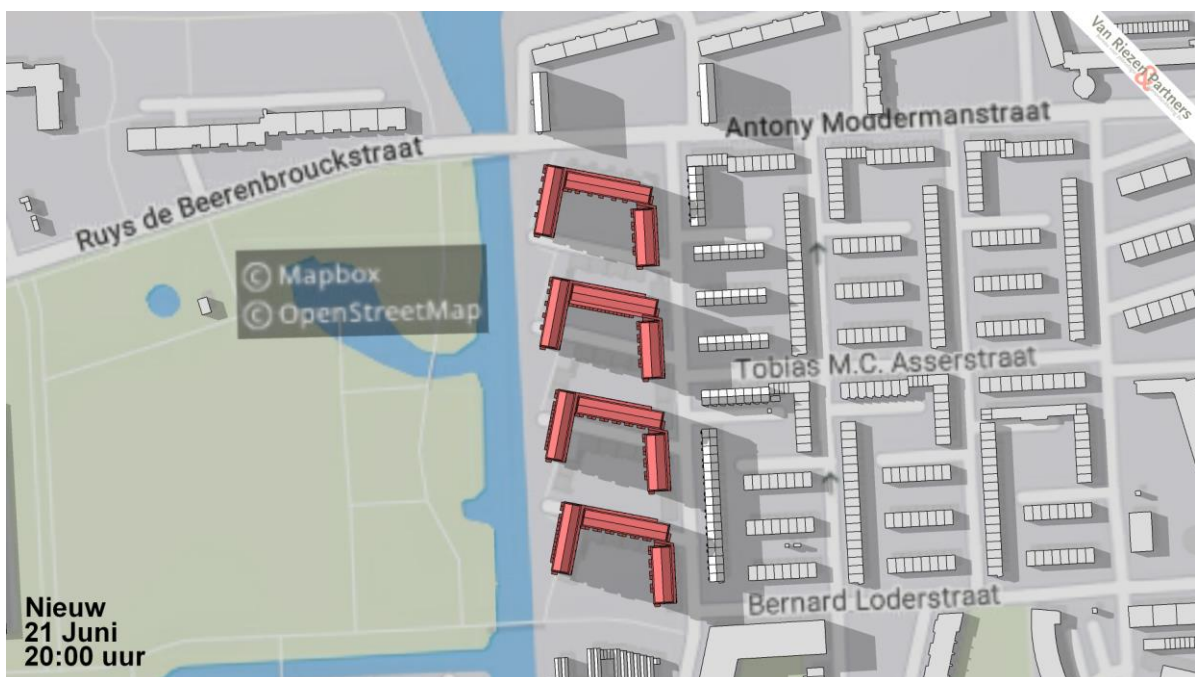 Van Riezen & Partners
Antony Moddermanstraat
Ruys de Beerenbrouckstraat
© Mapbox
© OpenStreetMap
Tobias M.C. Asserstraat
Bernard Loderstraat
Nieuw
21 Juni
20:00 uur